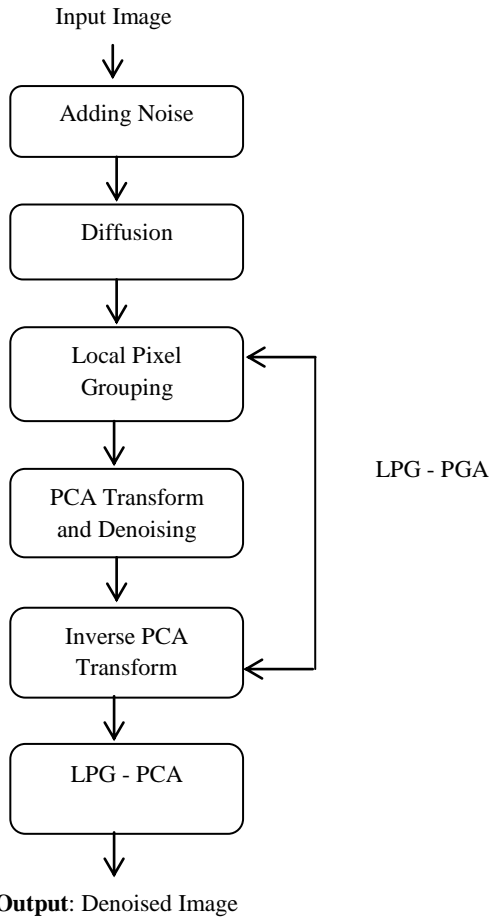 Input Image
Adding Noise
Diffusion
Local Pixel
Grouping
LPG - PGA
PCA Transform
and Denoising
Inverse PCA
Transform
LPG - PCA
Output: Denoised Image